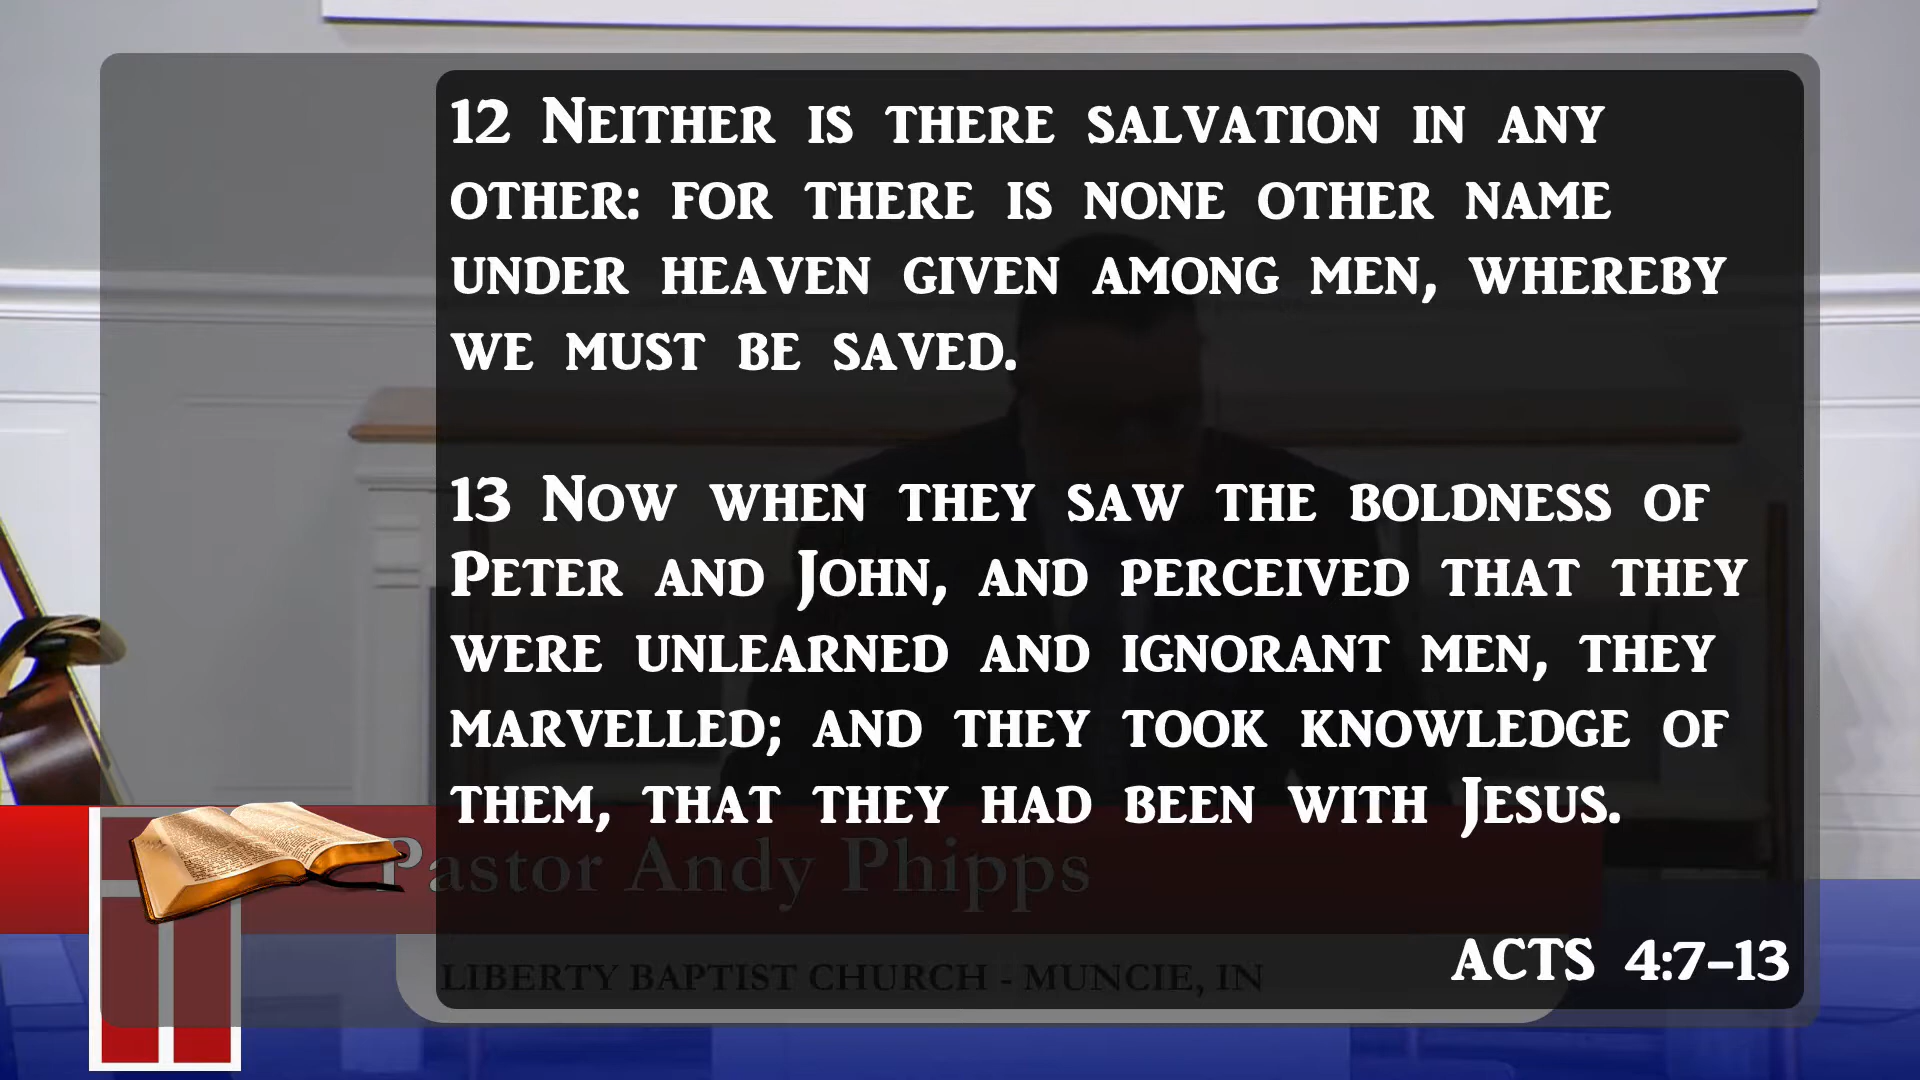 12 Neither is there salvation in any
other: for there is none other name
under heaven given among men, whereby
we must be saved.
13 Now when they saw the boldness of
Peter and John, and perceived that they
were unlearned and ignorant men, they
marvelled; and they took knowledge of
them, that they had been with Jesus.
ACTS 4:7-13
Pastor Andy Phipps
LIBERTY BAPTIST CHURCH - MUNCIE, IN